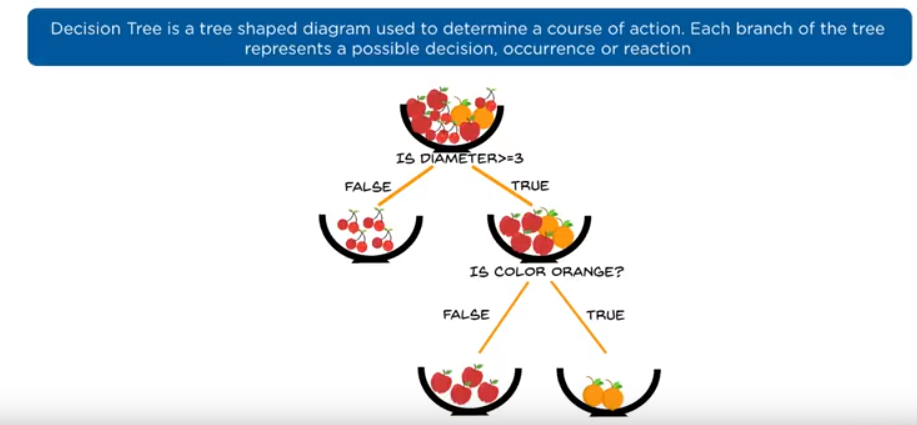 Decision Tree is a tree shaped diagram used to determine a course of action. Each branch of the tree
represents a possible decision, occurrence or reaction
IS DIAMETER>=3
FALSE
TRUE
IS COLOR ORANGE?
FALSE
TRUE